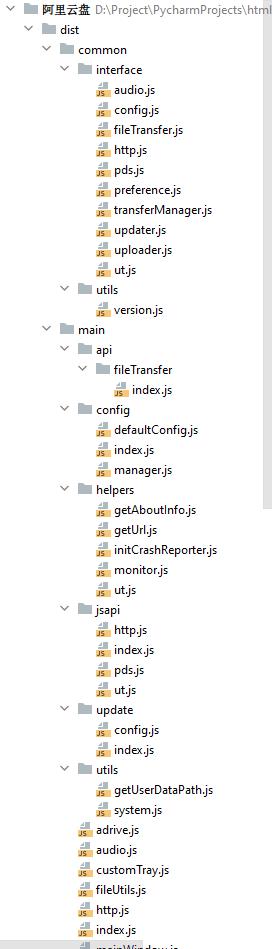 阿里云盘 D:\Project\PycharmProjects\html
dist
common
interface
audio.js
config.js
fileTransfer.js
http.js
pds.js
preference.js
transferManager.js
updater.js
uploader.js
ut.js
utils
version.js
main
api
fileTransfer
index.js
config
defaultConfig.js
index.js
manager.js
helpers
getAboutInfo.js
getUrl.js
initCrashReporter.js
monitor.js
ut.js
jsapi
http.js
index.js
pds.js
ut.js
update
config.js
index.js
utils
getUserDataPath.js
system.js
adrive.js
audio.js
customTray.js
fileUtils.js
http.js
index.js
mainWindow.js